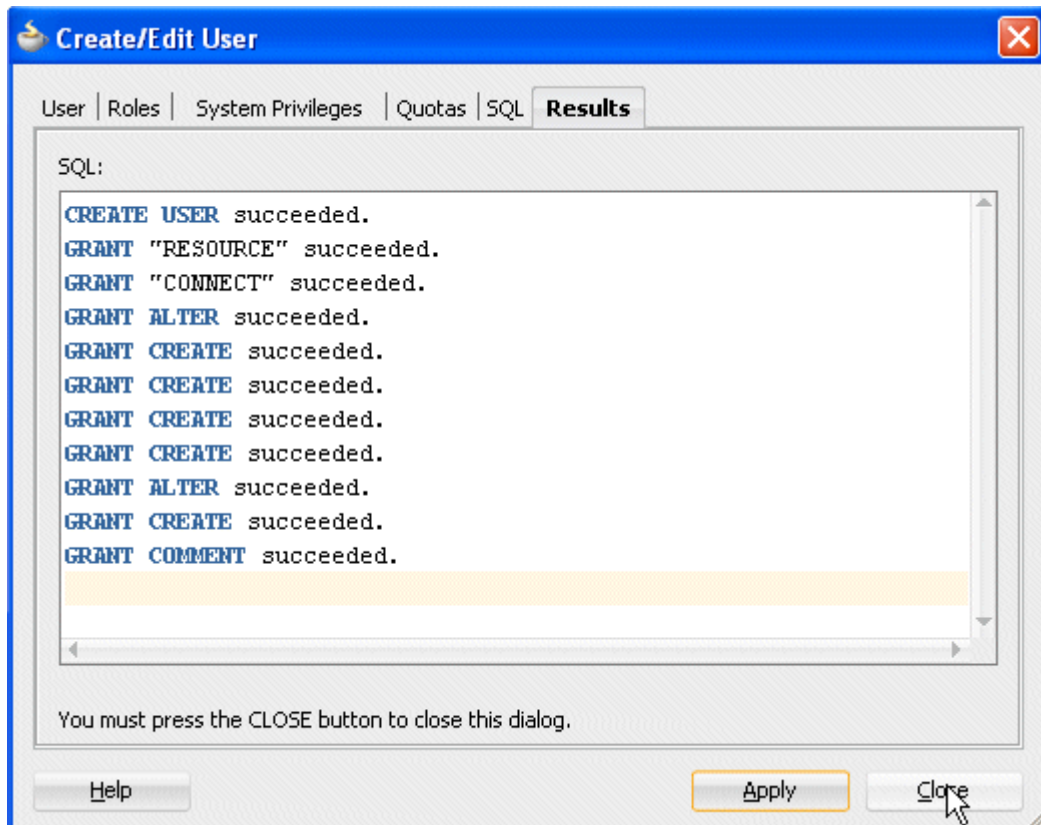 Create/Edit User
User | Roles | System Privileges | Quotas | SQL | Results
SQL:
CREATE USER succeeded.
GRANT "RESOURCE" succeeded.
GRANT "CONNECT" succeeded.
GRANT ALTER succeeded.
GRANT CREATE succeeded.
GRANT CREATE succeeded.
GRANT CREATE succeeded.
GRANT CREATE succeeded.
GRANT ALTER succeeded.
GRANT CREATE succeeded.
GRANT COMMENT succeeded.
You must press the CLOSE button to close this dialog.
Help Apply Close